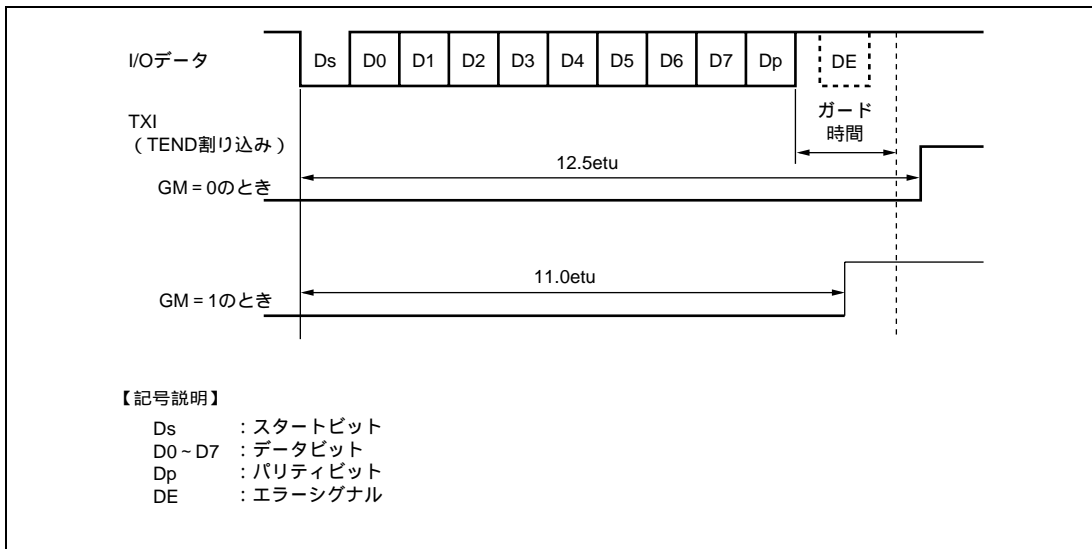 I/Oデータ
Ds D0 D1 D2 D3 D4 D5 D6 D7 Dp DE
ガード
時間
TXI
（TEND割り込み）
12.5etu
GM = 0のとき
11.0etu
GM = 1のとき
【記号説明】
Ds ：スタートビット
D0～D7 ：データビット
Dp ：パリティビット
DE ：エラーシグナル